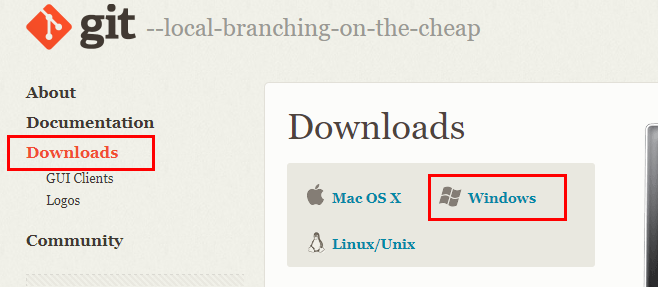 git --local-branching-on-the-cheap
About
Documentation
Downloads
GUI Clients
Logos
Community
Downloads
Mac OS X
Windows
Linux/Unix